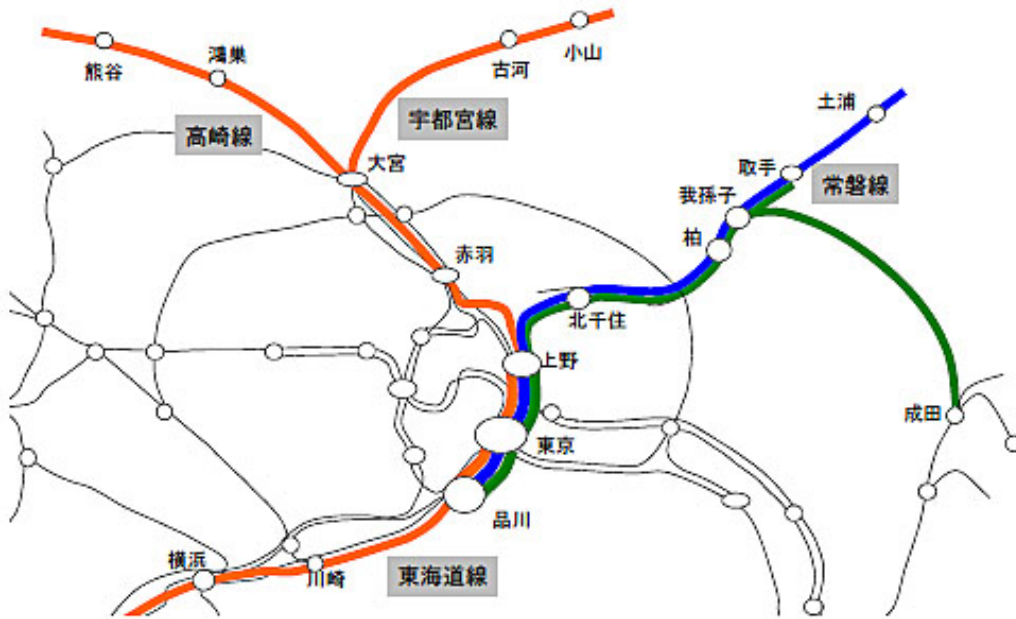 熊谷
鴻巣
古河
小山
高崎線
宇都宮線
大宮
土浦
取手
常磐線
我孫子
柏
赤羽
北千住
上野
成田
東京
品川
横浜
川崎
東海道線